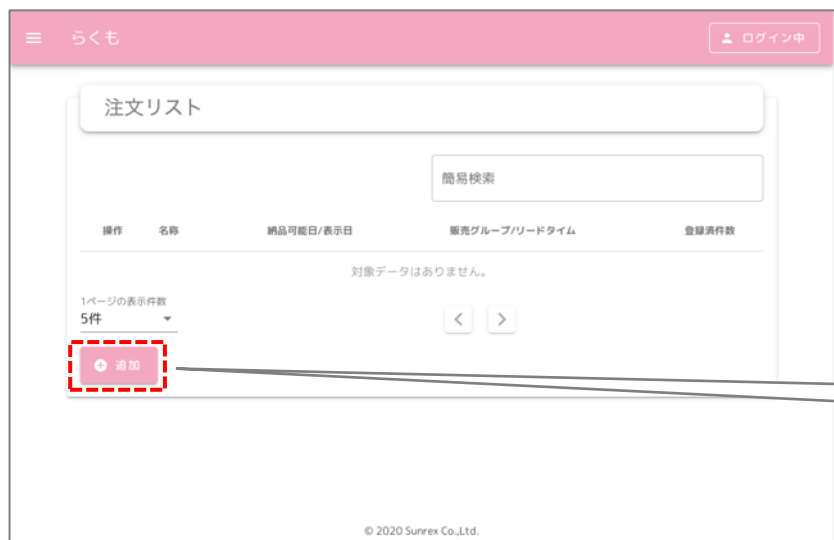 らくも
ログイン中
注文リスト
簡易検索
操作 名称 納品可能日/表示日 販売グループ/リードタイム 登録済件数
対象データはありません。
1ページの表示件数
5件
追加
© 2020 Sunrex Co.,Ltd.